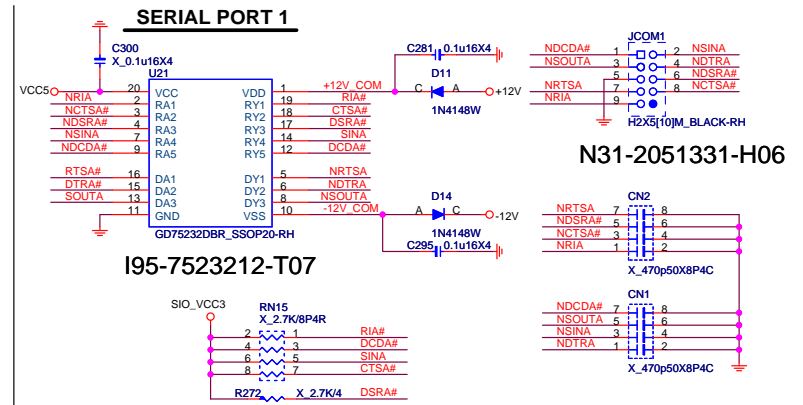 SERIAL PORT 1
C300
X_0.1u16X4
U21
VCC5
20 VCC VDD 1 +12V_COM
NRIA 2 RA1 RY1 19 RIA#
NCTSA# 3 RA2 RY2 18 CTSA#
NDSRA# 4 RA3 RY3 17 DSRA#
NSINA 7 RA4 RY4 14 SINA
NDCDA# 9 RA5 RY5 12 DCDA#
RTSA# 16 DA1 DY1 5 NRTSA
DTRA# 15 DA2 DY2 6 NDTRA
SOUTA 13 DA3 DY3 8 NSOUTA
11 GND VSS 10 -12V_COM
GD75232DBR_SSOP20-RH
I95-7523212-T07
C281 0.1u16X4
D11
C A +12V
1N4148W
D14
A C -12V
1N4148W
C295 0.1u16X4
JCOM1
NDCDA# 1 2 NSINA
NSOUTA 3 4 NDTRA
5 6 NDSRA#
NRTSA 7 8 NCTSA#
NRIA 9
H2X5[10]M_BLACK-RH
N31-2051331-H06
CN2
NRTSA 7 8
NDSRA# 5 6
NCTSA# 3 4
NRIA 1 2
X_470p50X8P4C
CN1
NDCDA# 7 8
NSOUTA 5 6
NSINA 3 4
NDTRA 1 2
X_470p50X8P4C
SIO_VCC3
RN15
X_2.7K/8P4R
2 1 RIA#
4 3 DCDA#
6 5 SINA
8 7 CTSA#
R272 X_2.7K/4 DSRA#